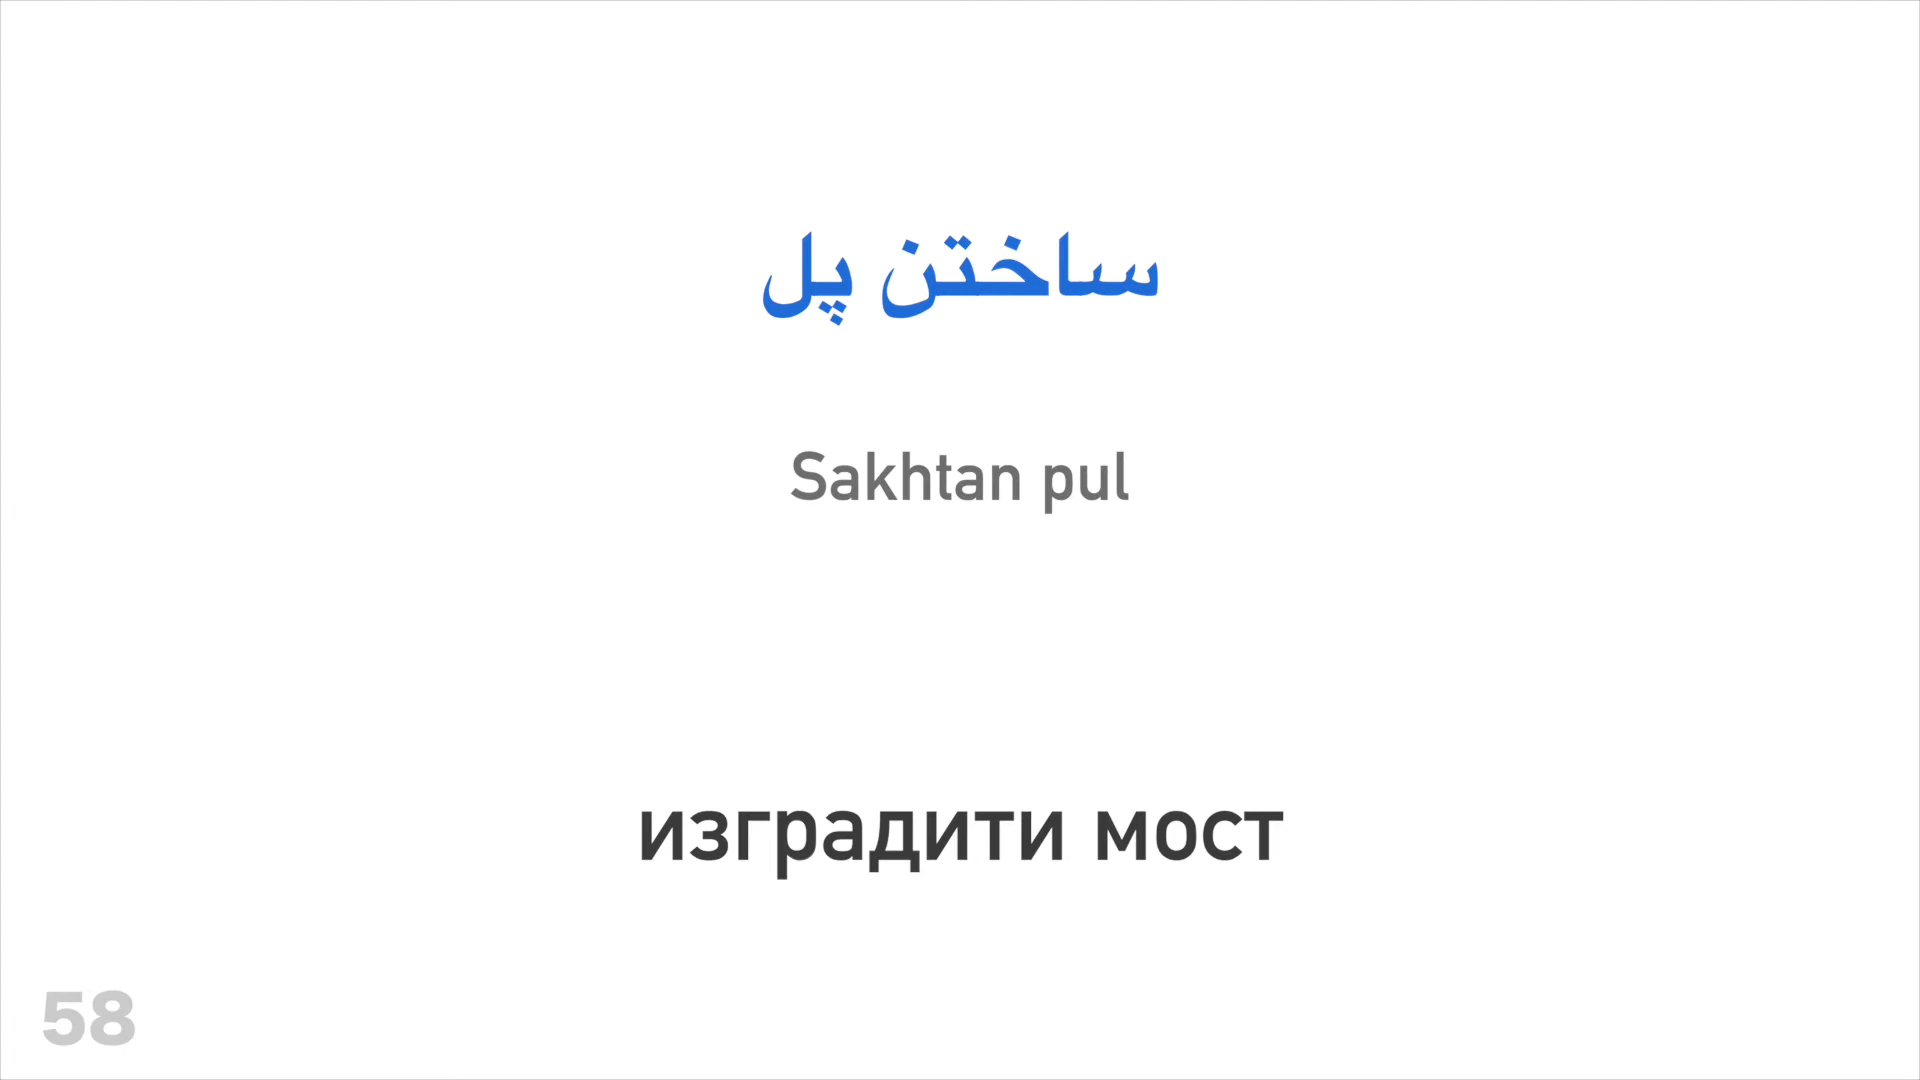 ساختن پل
Sakhtan pul
изградити мост
58